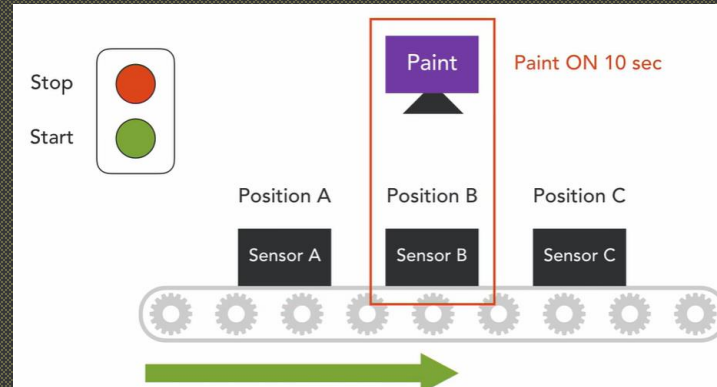 Stop
Start
Paint
Paint ON 10 sec
Position A
Position B
Position C
Sensor A
Sensor B
Sensor C